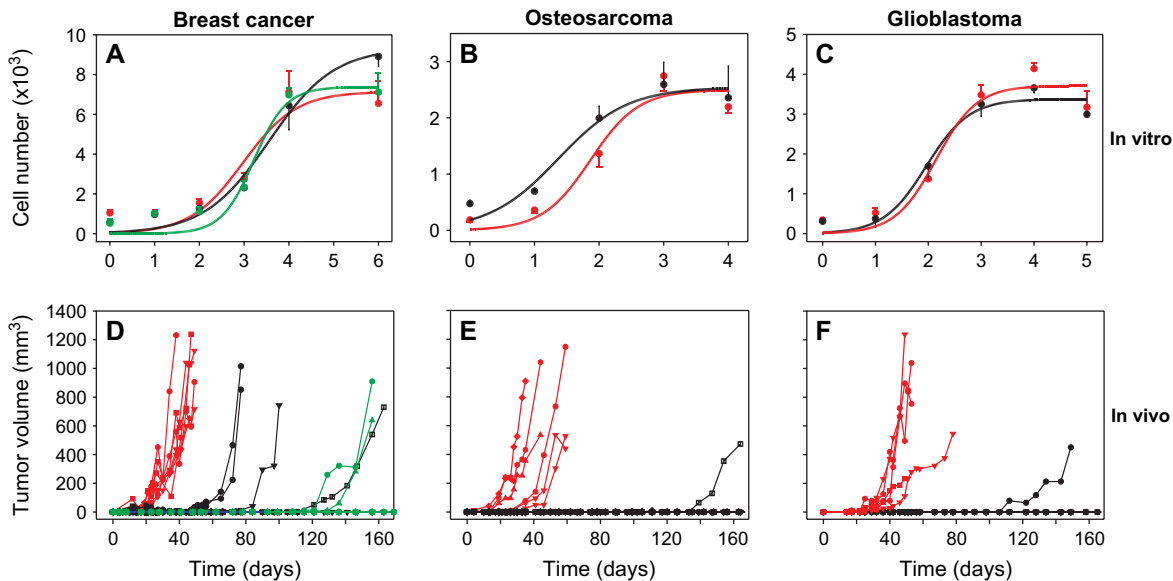 Breast cancer
Osteosarcoma
Glioblastoma
Cell number (x10³)
10
8
6
4
2
0
A
0 1 2 3 4 5 6
3
2
1
0
B
0 1 2 3 4
5
4
3
2
1
0
C
0 1 2 3 4 5
In vitro
Tumor volume (mm³)
1400
1200
1000
800
600
400
200
0
D
0 40 80 120 160
Time (days)
E
0 40 80 120 160
Time (days)
F
0 40 80 120 160
Time (days)
In vivo